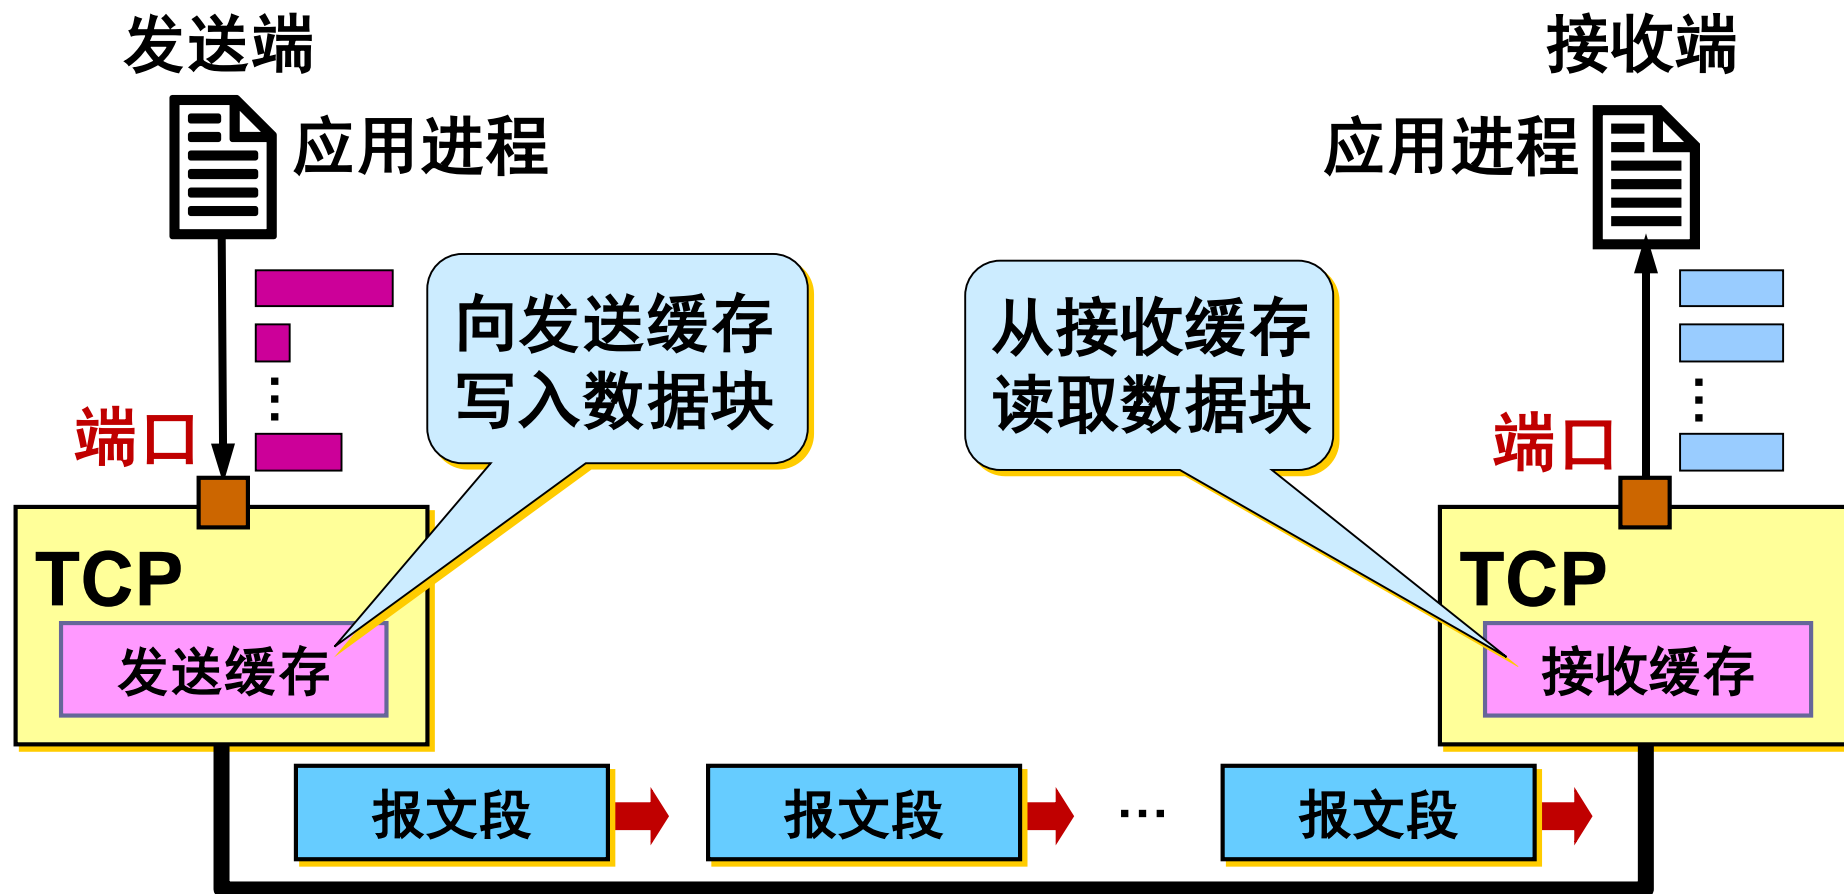 发送端
接收端
应用进程
应用进程
向发送缓存
写入数据块
从接收缓存
读取数据块
端口
端口
TCP
TCP
发送缓存
接收缓存
报文段
报文段
…
报文段